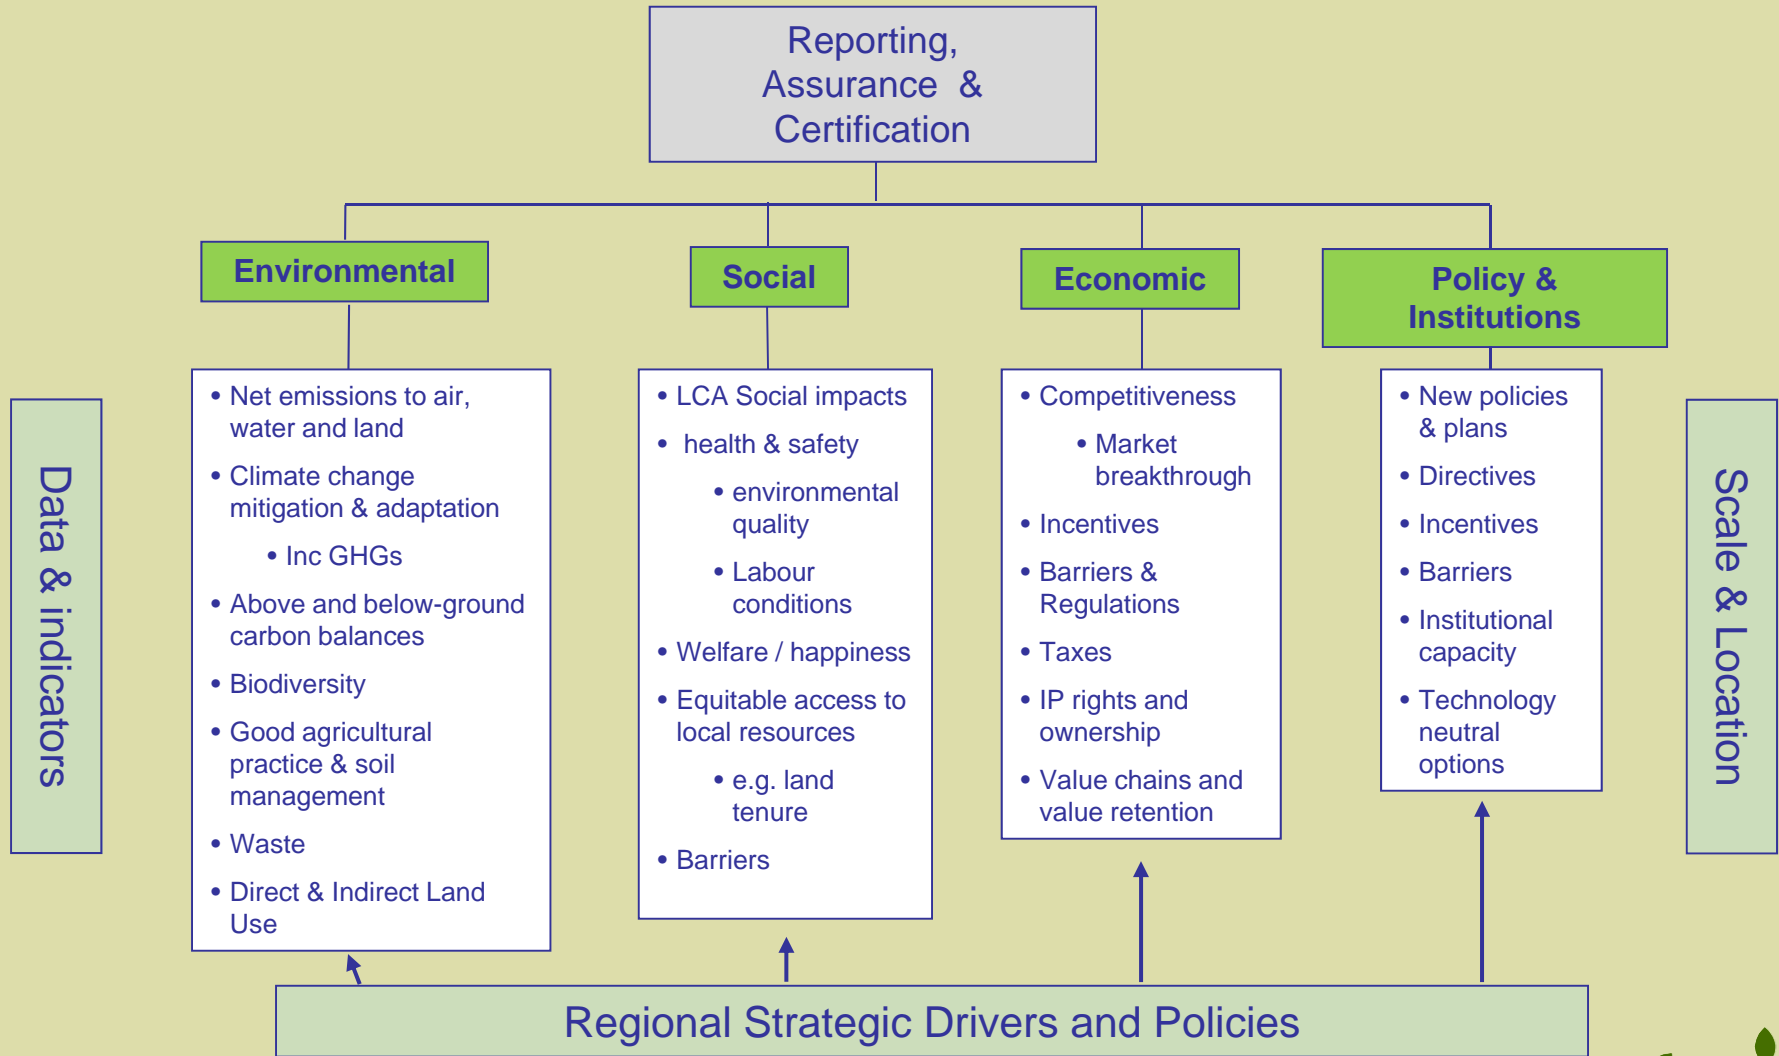 Reporting,
Assurance &
Certification
Environmental
Social
Economic
Policy &
Institutions
Data & indicators
• Net emissions to air,
water and land
• Climate change
mitigation & adaptation
• Inc GHGs
• Above and below-ground
carbon balances
• Biodiversity
• Good agricultural
practice & soil
management
• Waste
• Direct & Indirect Land
Use
• LCA Social impacts
• health & safety
• environmental
quality
• Labour
conditions
• Welfare / happiness
• Equitable access to
local resources
• e.g. land
tenure
• Barriers
• Competitiveness
• Market
breakthrough
• Incentives
• Barriers &
Regulations
• Taxes
• IP rights and
ownership
• Value chains and
value retention
• New policies
& plans
• Directives
• Incentives
• Barriers
• Institutional
capacity
• Technology
neutral
options
Scale & Location
Regional Strategic Drivers and Policies